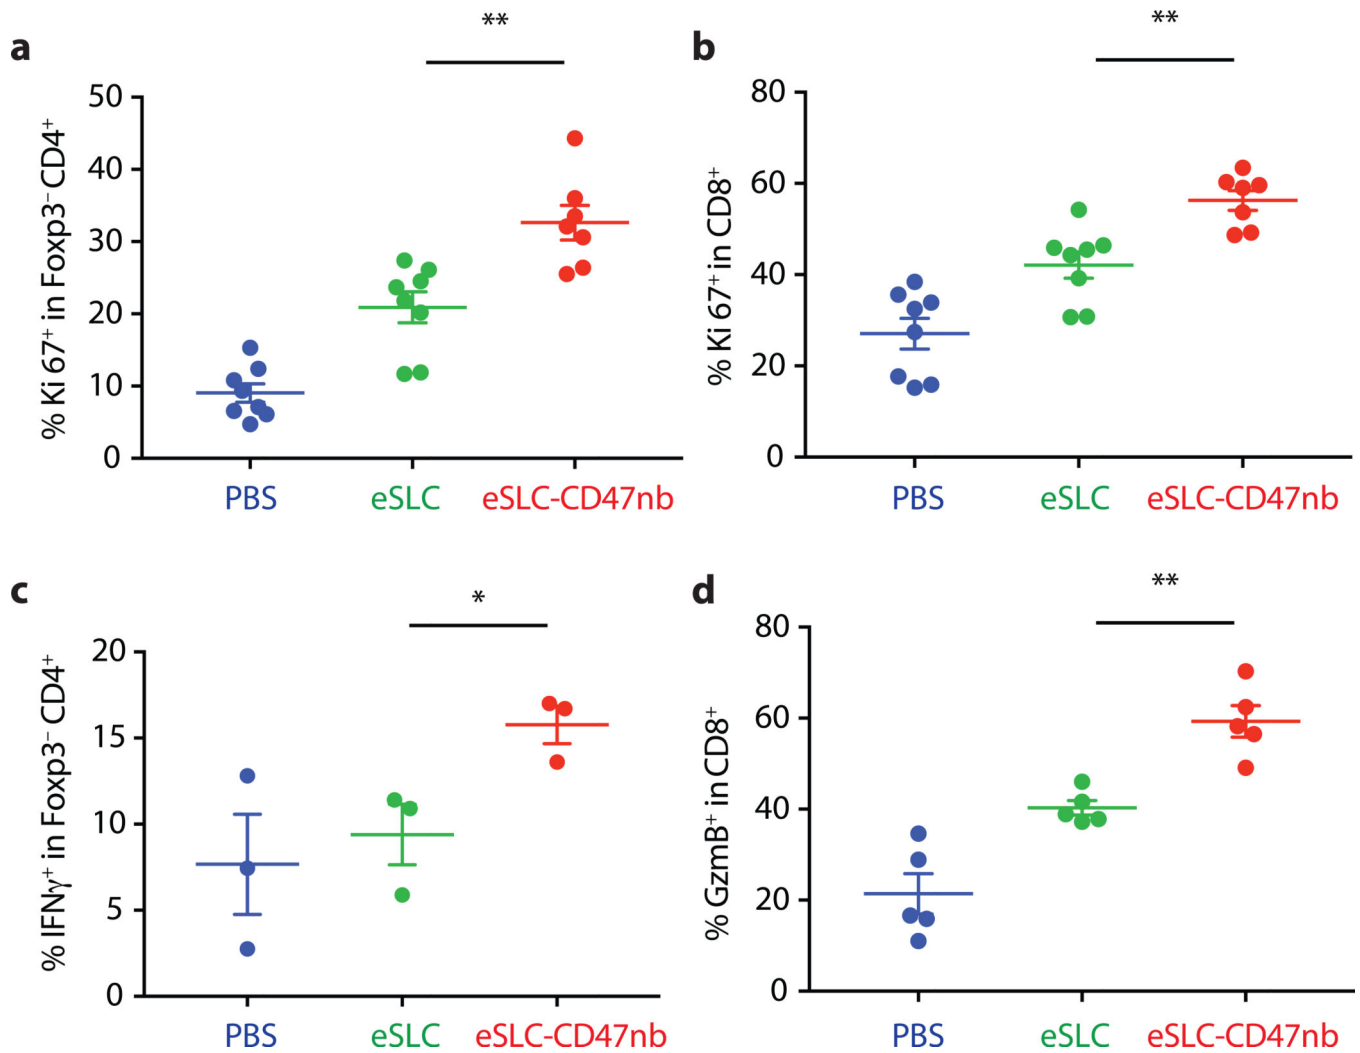 a
**
% Ki 67⁺ in Foxp3⁻ CD4⁺
50
40
30
20
10
0
PBS eSLC eSLC-CD47nb
b
**
% Ki 67⁺ in CD8⁺
80
60
40
20
0
PBS eSLC eSLC-CD47nb
c
*
% IFNγ⁺ in Foxp3⁻ CD4⁺
20
15
10
5
0
PBS eSLC eSLC-CD47nb
d
**
% GzmB⁺ in CD8⁺
80
60
40
20
0
PBS eSLC eSLC-CD47nb